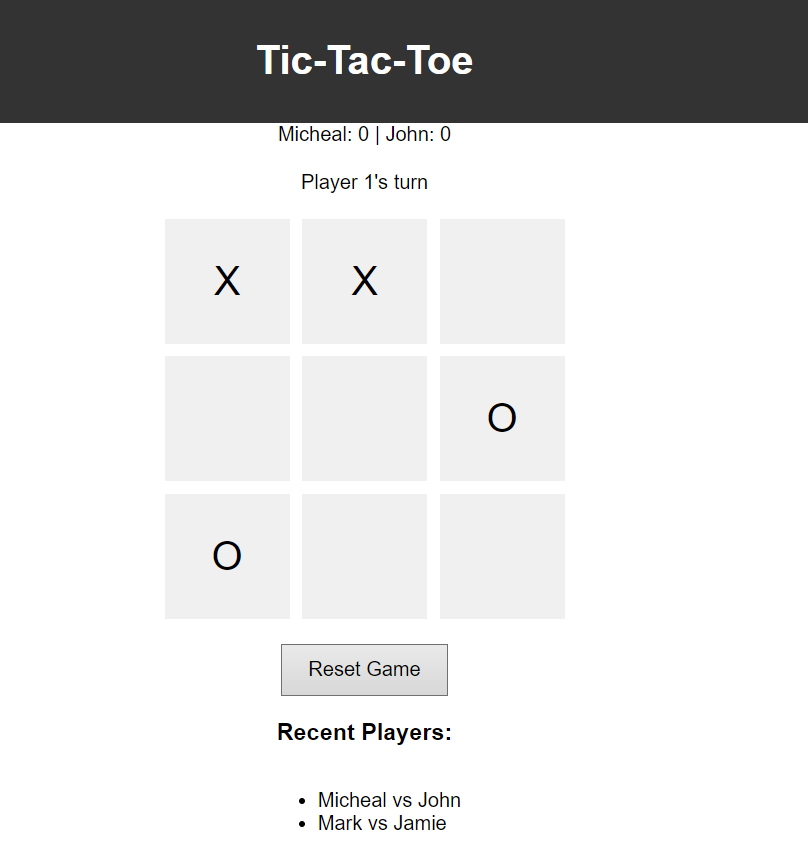 Tic-Tac-Toe
Micheal: 0 | John: 0
Player 1's turn
X X
O
O
Reset Game
Recent Players:
• Micheal vs John
• Mark vs Jamie